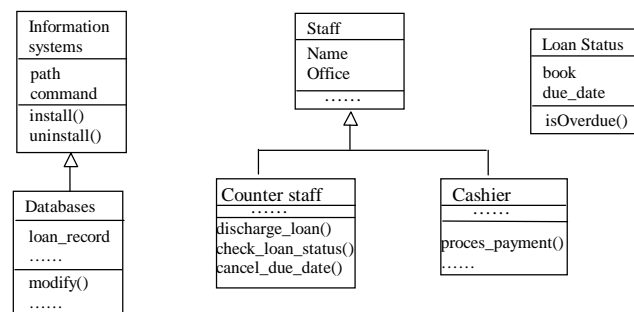 Information
systems
path
command
install()
uninstall()
Databases
loan_record
……
modify()
……
Staff
Name
Office
……
Counter staff
……
discharge_loan()
check_loan_status()
cancel_due_date()
Cashier
……
proces_payment()
……
Loan Status
book
due_date
isOverdue()